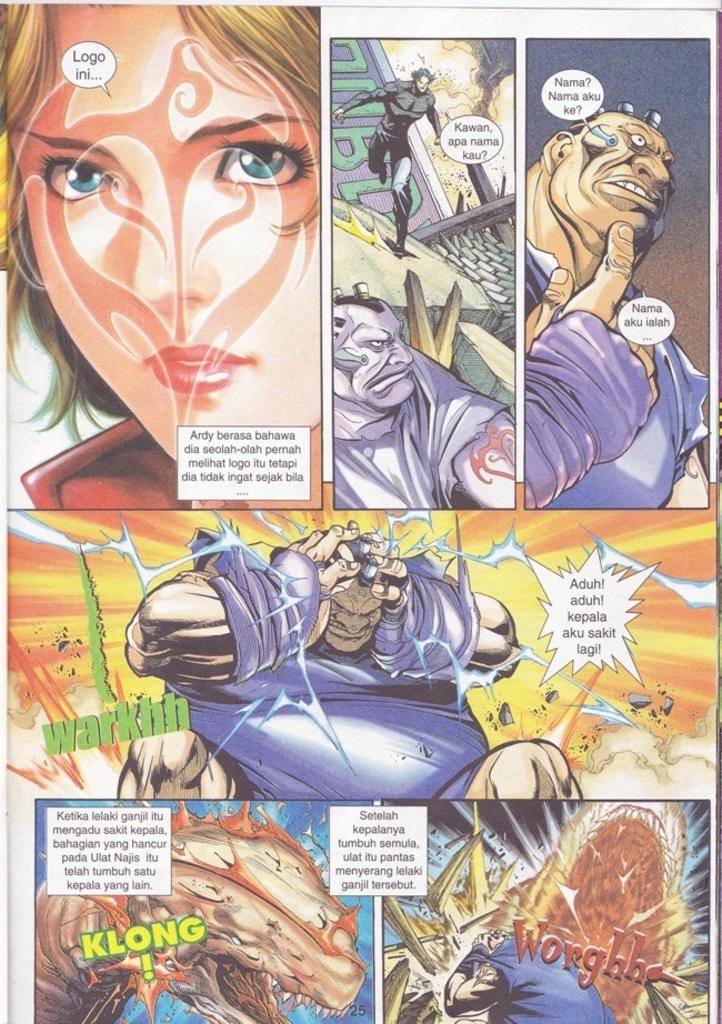 Logo
ini...
Ardy berasa bahawa
dia seolah-olah pernah
melihat logo itu tetapi
dia tidak ingat sejak bila
....
Kawan,
apa nama
kau?
Nama?
Nama aku
ke?
Nama
aku ialah
...
Aduh!
aduh!
kepala
aku sakit
lagi!
warkhh
Ketika lelaki ganjil itu
mengadu sakit kepala,
bahagian yang hancur
pada Ulat Najis itu
telah tumbuh satu
kepala yang lain.
KLONG
!
Setelah
kepalanya
tumbuh semula,
ulat itu pantas
menyerang lelaki
ganjil tersebut.
Worghh
25